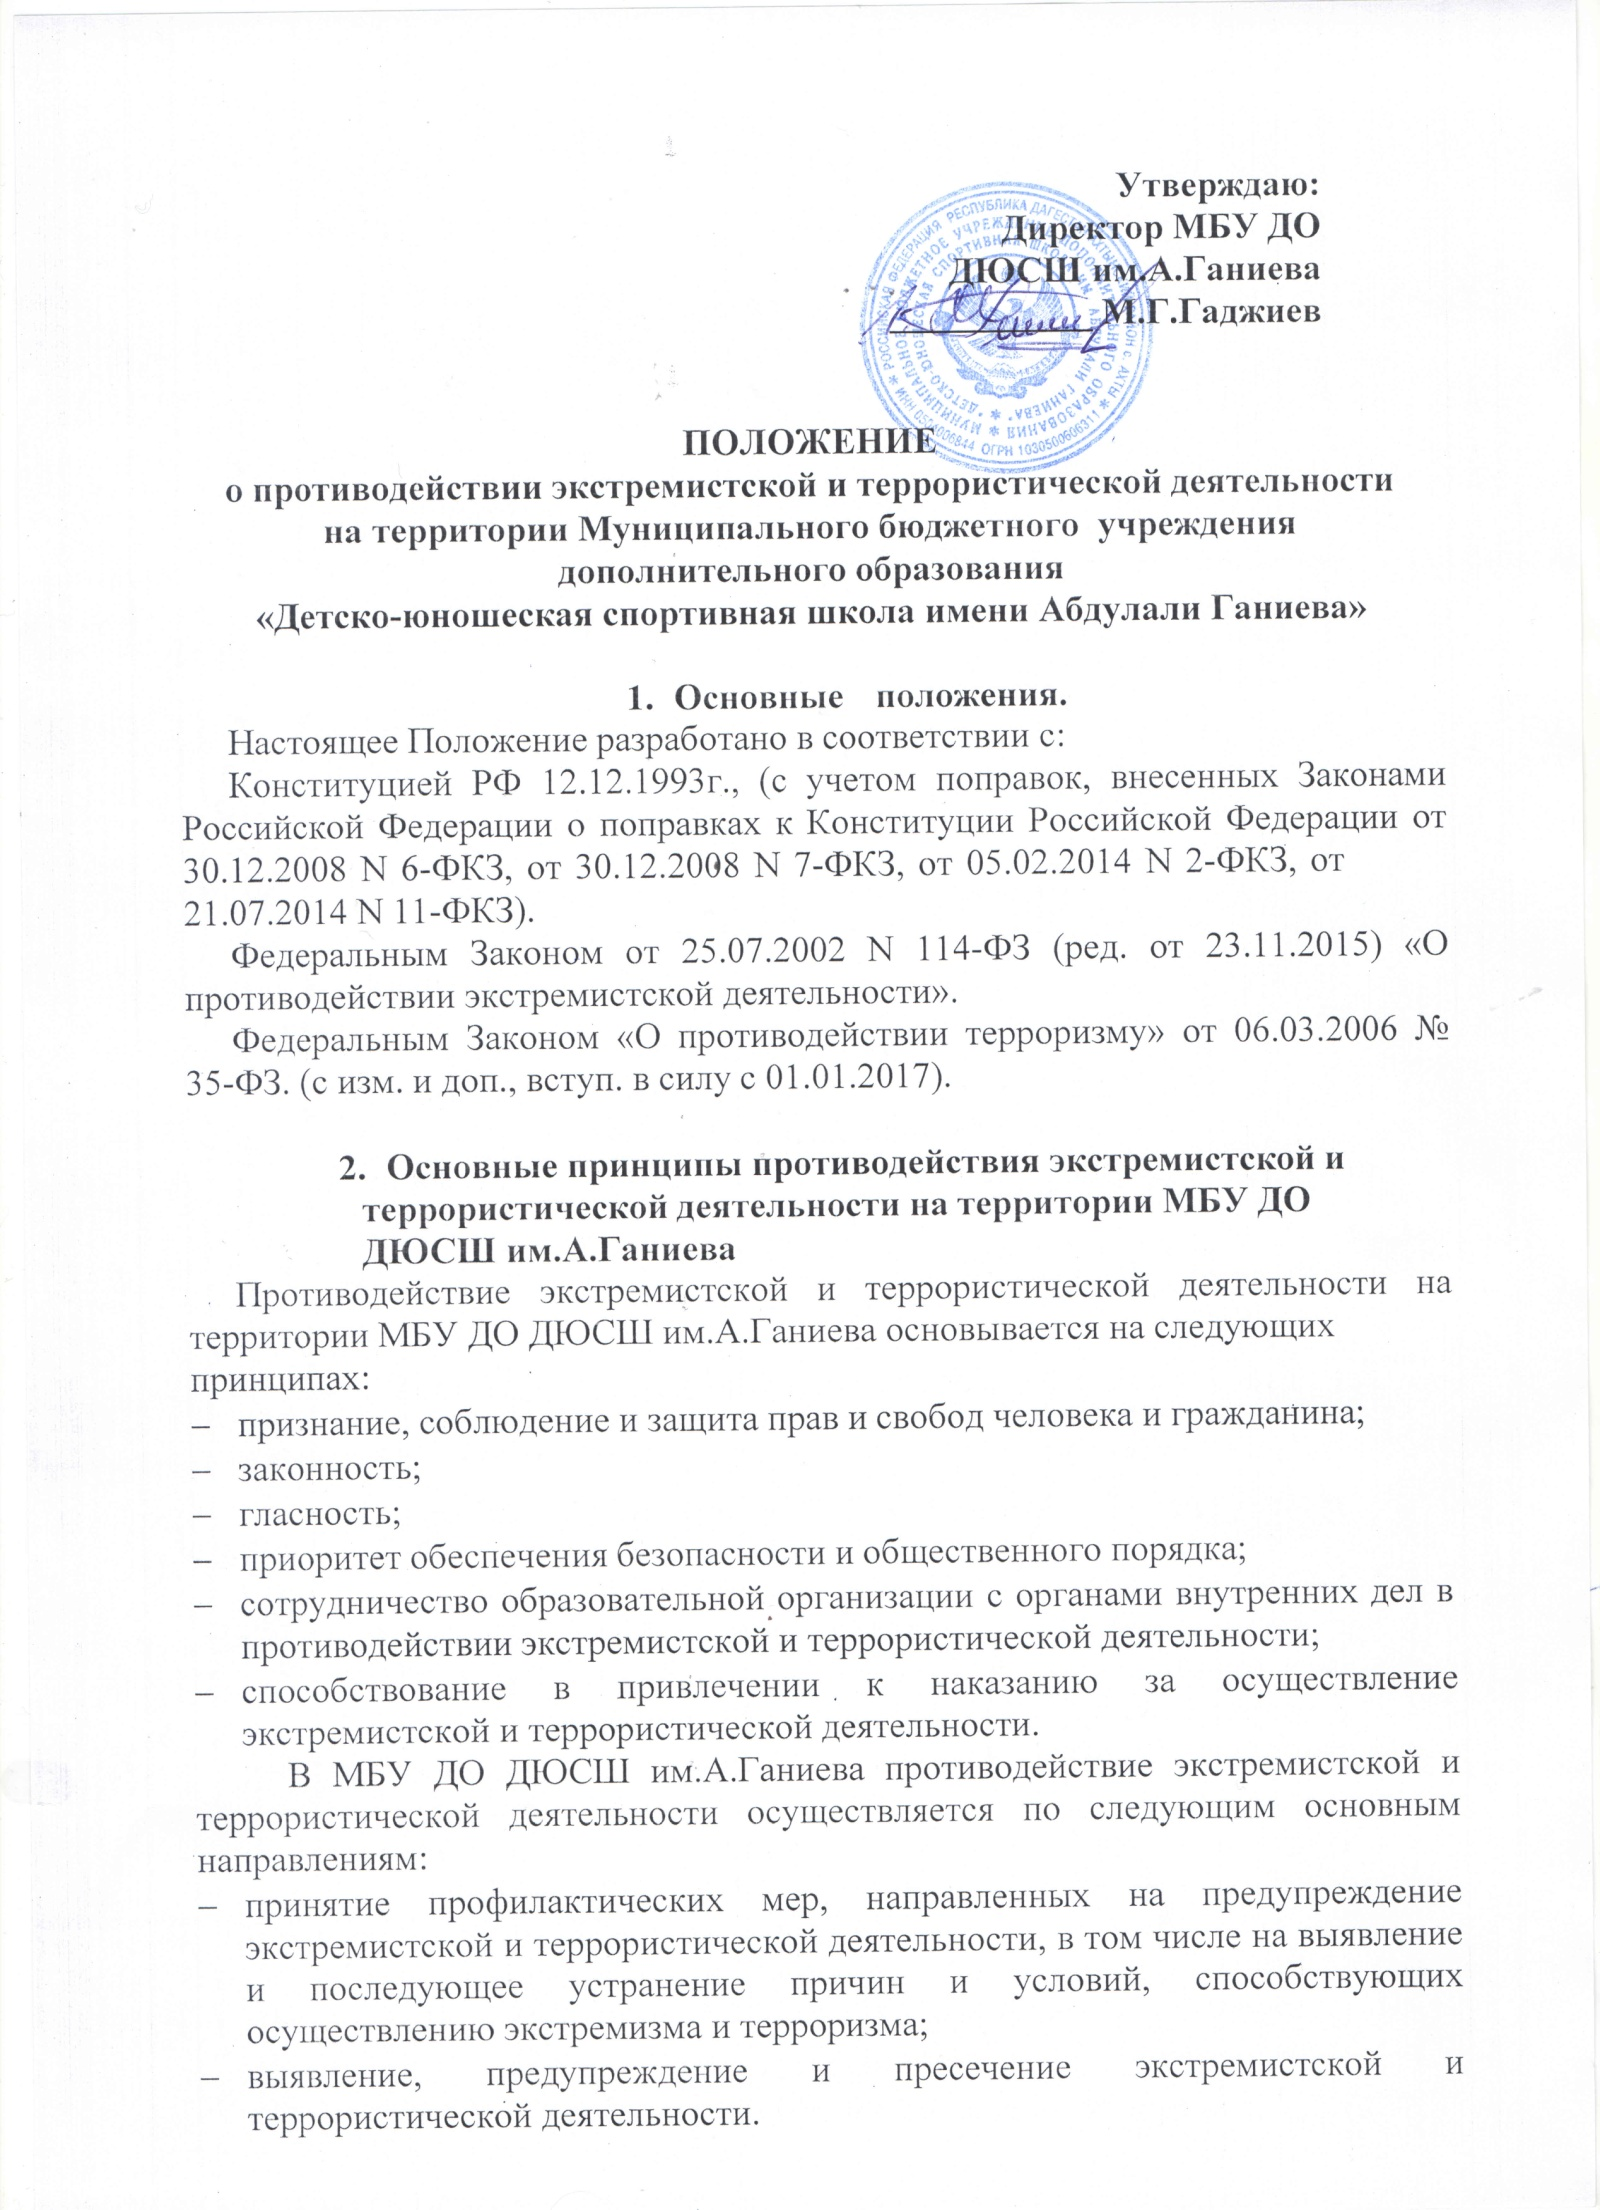 Утверждаю:
Директор МБУ ДО
ДЮСШ им.А.Ганиева
М.Г.Гаджиев
ПОЛОЖЕНИЕ
о противодействии экстремистской и террористической деятельности
на территории Муниципального бюджетного учреждения
дополнительного образования
«Детско-юношеская спортивная школа имени Абдулали Ганиева»
1. Основные положения.
Настоящее Положение разработано в соответствии с:
Конституцией РФ 12.12.1993г., (с учетом поправок, внесенных Законами
Российской Федерации о поправках к Конституции Российской Федерации от
30.12.2008 N 6-ФКЗ, от 30.12.2008 N 7-ФКЗ, от 05.02.2014 N 2-ФКЗ, от
21.07.2014 N 11-ФКЗ).
Федеральным Законом от 25.07.2002 N 114-ФЗ (ред. от 23.11.2015) «О
противодействии экстремистской деятельности».
Федеральным Законом «О противодействии терроризму» от 06.03.2006 №
35-ФЗ. (с изм. и доп., вступ. в силу с 01.01.2017).
2. Основные принципы противодействия экстремистской и
террористической деятельности на территории МБУ ДО
ДЮСШ им.А.Ганиева
Противодействие экстремистской и террористической деятельности на
территории МБУ ДО ДЮСШ им.А.Ганиева основывается на следующих
принципах:
– признание, соблюдение и защита прав и свобод человека и гражданина;
– законность;
– гласность;
– приоритет обеспечения безопасности и общественного порядка;
– сотрудничество образовательной организации с органами внутренних дел в
противодействии экстремистской и террористической деятельности;
– способствование в привлечении к наказанию за осуществление
экстремистской и террористической деятельности.
В МБУ ДО ДЮСШ им.А.Ганиева противодействие экстремистской и
террористической деятельности осуществляется по следующим основным
направлениям:
– принятие профилактических мер, направленных на предупреждение
экстремистской и террористической деятельности, в том числе на выявление
и последующее устранение причин и условий, способствующих
осуществлению экстремизма и терроризма;
– выявление, предупреждение и пресечение экстремистской и
террористической деятельности.